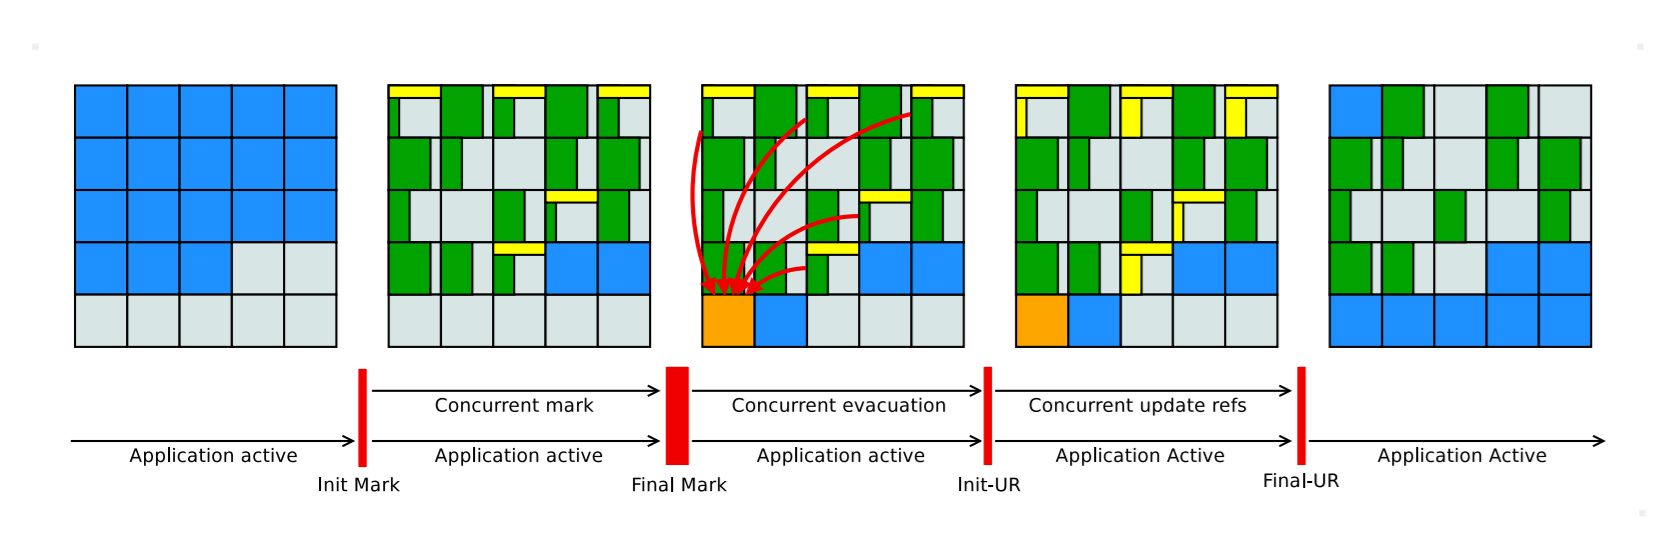 Concurrent mark
Concurrent evacuation
Concurrent update refs
Application active
Application active
Application active
Application Active
Application Active
Init Mark
Final Mark
Init-UR
Final-UR